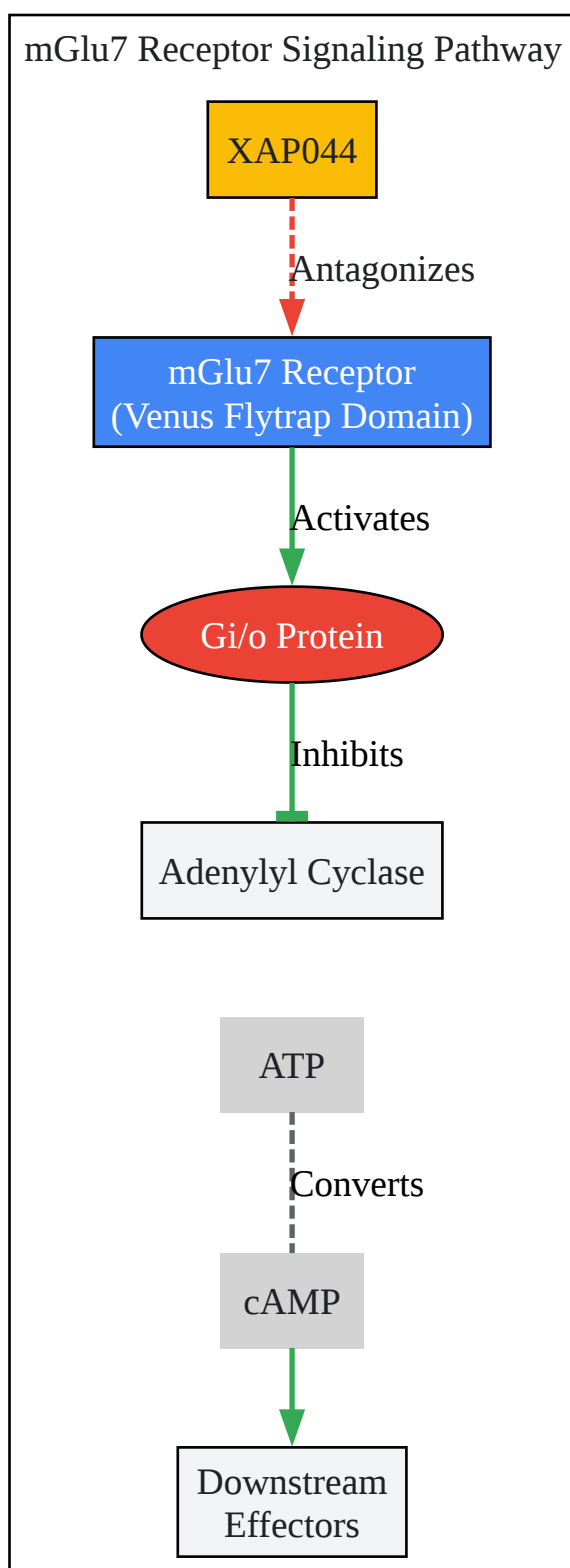 mGlu7 Receptor Signaling Pathway
XAP044
Antagonizes
mGlu7 Receptor
(Venus Flytrap Domain)
Activates
Gi/o Protein
Inhibits
Adenylyl Cyclase
ATP
Converts
cAMP
Downstream
Effectors